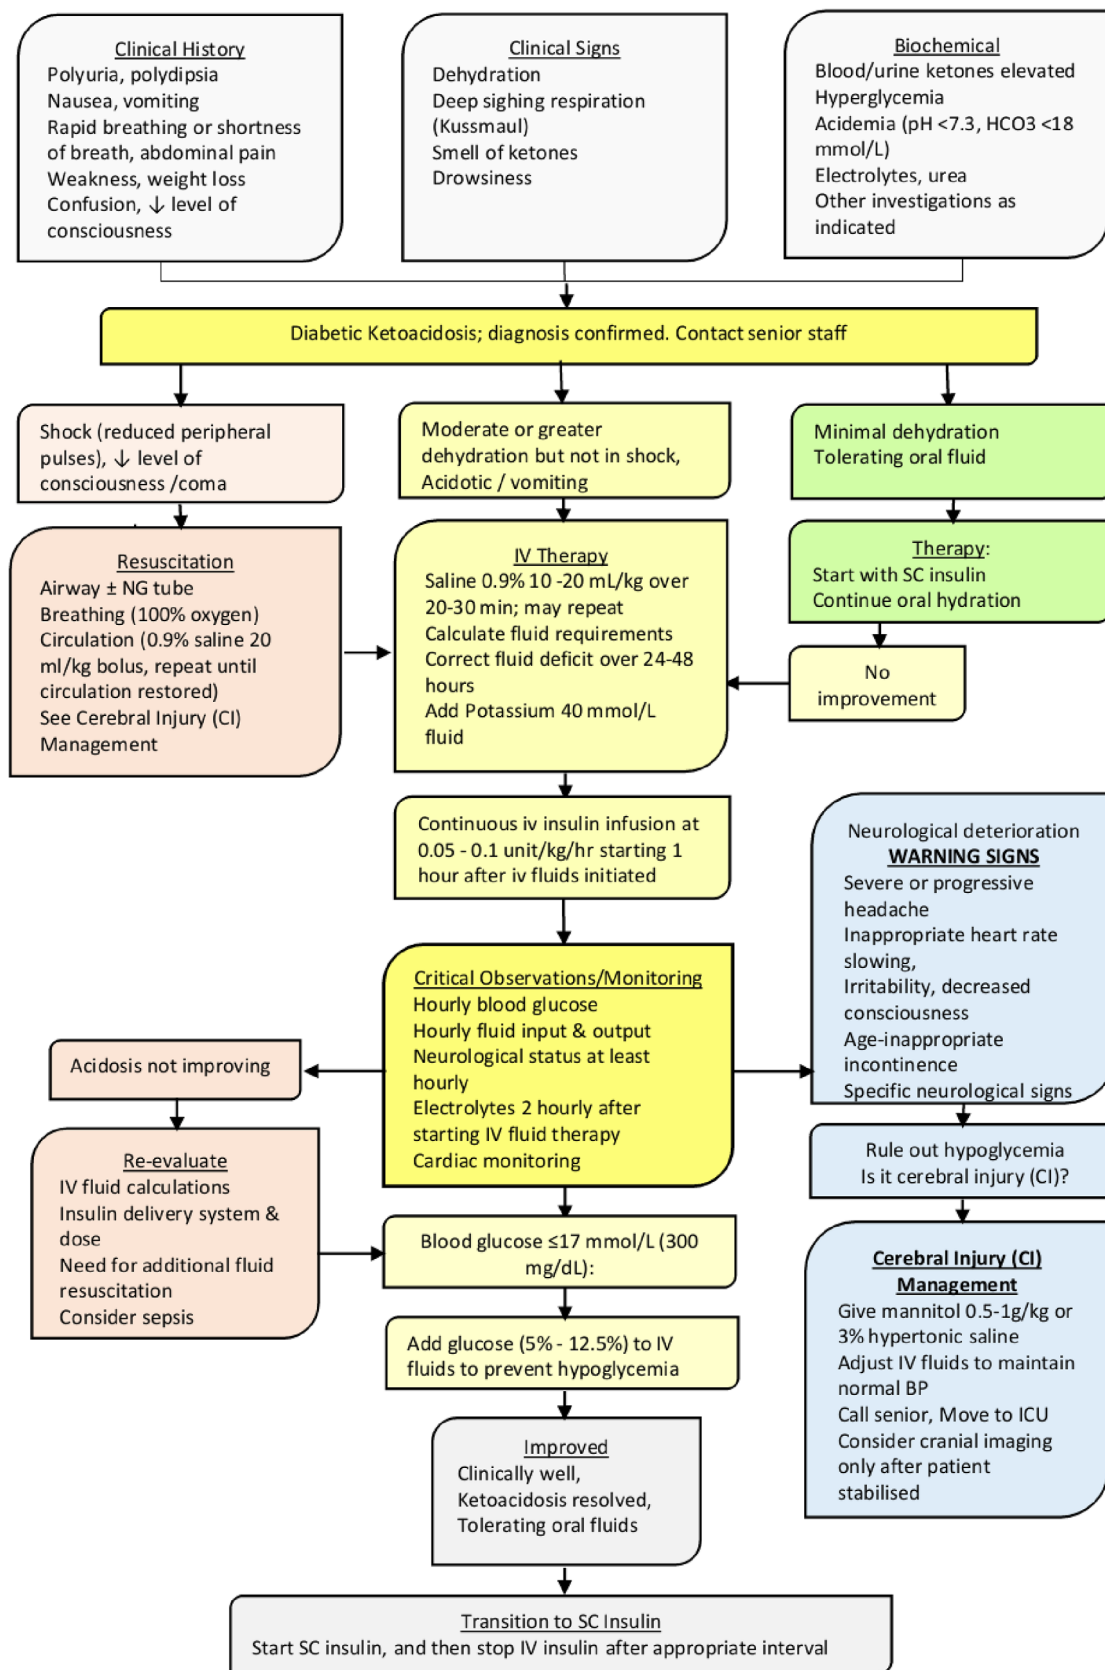 Clinical History
Polyuria, polydipsia
Nausea, vomiting
Rapid breathing or shortness
of breath, abdominal pain
Weakness, weight loss
Confusion, ↓ level of
consciousness
Clinical Signs
Dehydration
Deep sighing respiration
(Kussmaul)
Smell of ketones
Drowsiness
Biochemical
Blood/urine ketones elevated
Hyperglycemia
Acidemia (pH <7.3, HCO3 <18
mmol/L)
Electrolytes, urea
Other investigations as
indicated
Diabetic Ketoacidosis; diagnosis confirmed. Contact senior staff
Shock (reduced peripheral
pulses), ↓ level of
consciousness /coma
Moderate or greater
dehydration but not in shock,
Acidotic / vomiting
Minimal dehydration
Tolerating oral fluid
Resuscitation
Airway ± NG tube
Breathing (100% oxygen)
Circulation (0.9% saline 20
ml/kg bolus, repeat until
circulation restored)
See Cerebral Injury (CI)
Management
IV Therapy
Saline 0.9% 10 -20 mL/kg over
20-30 min; may repeat
Calculate fluid requirements
Correct fluid deficit over 24-48
hours
Add Potassium 40 mmol/L
fluid
Therapy:
Start with SC insulin
Continue oral hydration
No
improvement
Continuous iv insulin infusion at
0.05 - 0.1 unit/kg/hr starting 1
hour after iv fluids initiated
Critical Observations/Monitoring
Hourly blood glucose
Hourly fluid input & output
Neurological status at least
hourly
Electrolytes 2 hourly after
starting IV fluid therapy
Cardiac monitoring
Neurological deterioration
WARNING SIGNS
Severe or progressive
headache
Inappropriate heart rate
slowing,
Irritability, decreased
consciousness
Age-inappropriate
incontinence
Specific neurological signs
Acidosis not improving
Re-evaluate
IV fluid calculations
Insulin delivery system &
dose
Need for additional fluid
resuscitation
Consider sepsis
Rule out hypoglycemia
Is it cerebral injury (CI)?
Blood glucose ≤17 mmol/L (300
mg/dL):
Cerebral Injury (CI)
Management
Give mannitol 0.5-1g/kg or
3% hypertonic saline
Adjust IV fluids to maintain
normal BP
Call senior, Move to ICU
Consider cranial imaging
only after patient
stabilised
Add glucose (5% - 12.5%) to IV
fluids to prevent hypoglycemia
Improved
Clinically well,
Ketoacidosis resolved,
Tolerating oral fluids
Transition to SC Insulin
Start SC insulin, and then stop IV insulin after appropriate interval